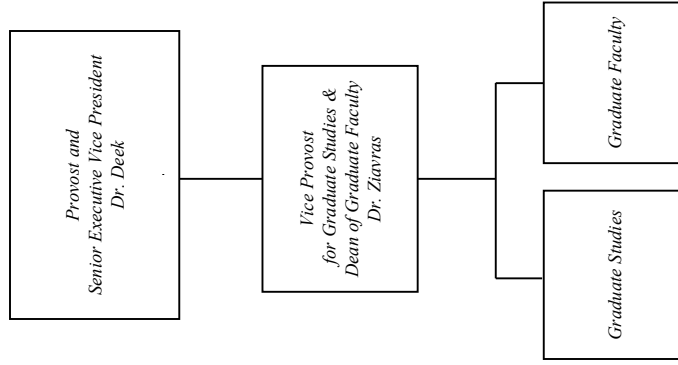 Provost and
Senior Executive Vice President
Dr. Deek
Vice Provost
for Graduate Studies &
Dean of Graduate Faculty
Dr. Ziavras
Graduate Studies
Graduate Faculty